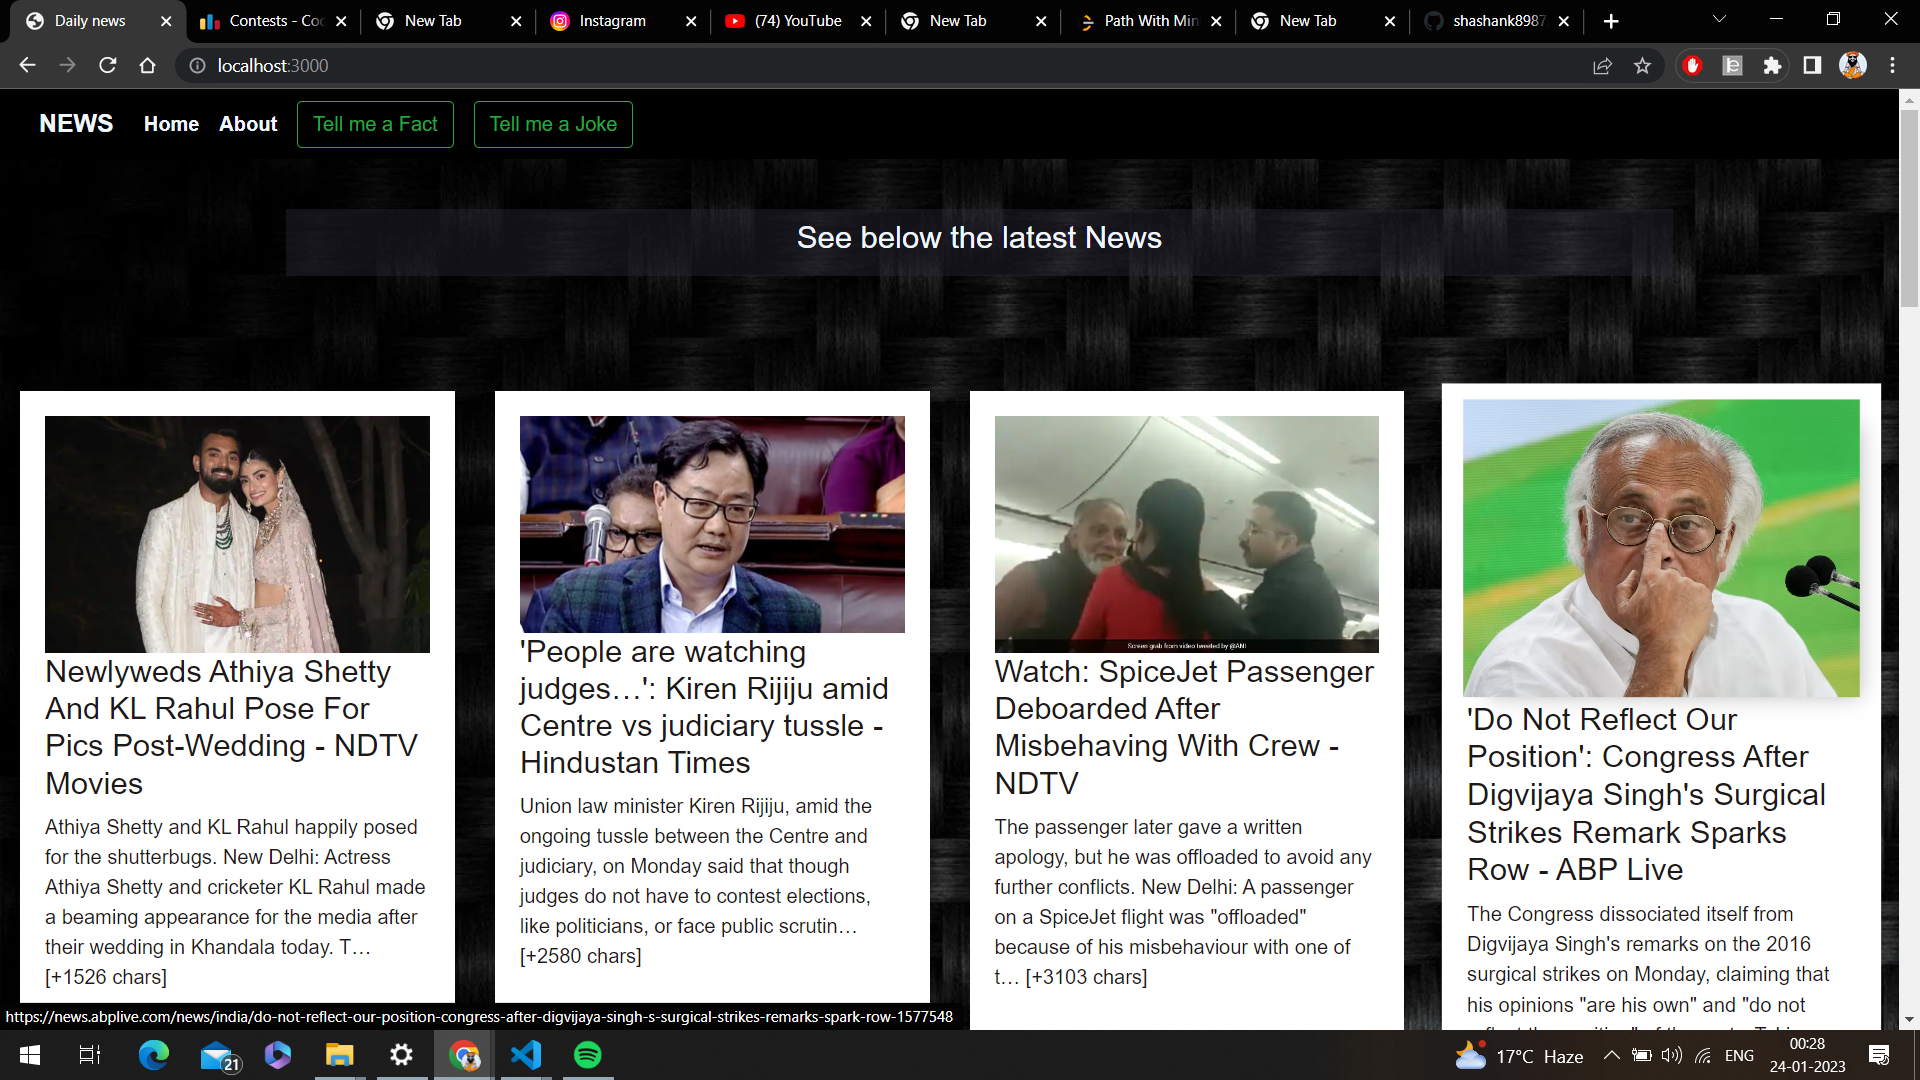 Daily news
Contests - Co
New Tab
Instagram
(74) YouTube
New Tab
Path With Min
New Tab
shashank8987
localhost:3000
NEWS
Home
About
Tell me a Fact
Tell me a Joke
See below the latest News
Screen grab from video tweeted by @ANI
Newlyweds Athiya Shetty
And KL Rahul Pose For
Pics Post-Wedding - NDTV
Movies
Athiya Shetty and KL Rahul happily posed
for the shutterbugs. New Delhi: Actress
Athiya Shetty and cricketer KL Rahul made
a beaming appearance for the media after
their wedding in Khandala today. T…
[+1526 chars]
'People are watching
judges…': Kiren Rijiju amid
Centre vs judiciary tussle -
Hindustan Times
Union law minister Kiren Rijiju, amid the
ongoing tussle between the Centre and
judiciary, on Monday said that though
judges do not have to contest elections,
like politicians, or face public scrutin…
[+2580 chars]
Watch: SpiceJet Passenger
Deboarded After
Misbehaving With Crew -
NDTV
The passenger later gave a written
apology, but he was offloaded to avoid any
further conflicts. New Delhi: A passenger
on a SpiceJet flight was "offloaded"
because of his misbehaviour with one of
t… [+3103 chars]
'Do Not Reflect Our
Position': Congress After
Digvijaya Singh's Surgical
Strikes Remark Sparks
Row - ABP Live
The Congress dissociated itself from
Digvijaya Singh's remarks on the 2016
surgical strikes on Monday, claiming that
his opinions "are his own" and "do not
https://news.abplive.com/news/india/do-not-reflect-our-position-congress-after-digvijaya-singh-s-surgical-strikes-remarks-spark-row-1577548
21
17°C Haze
ENG
00:28
24-01-2023